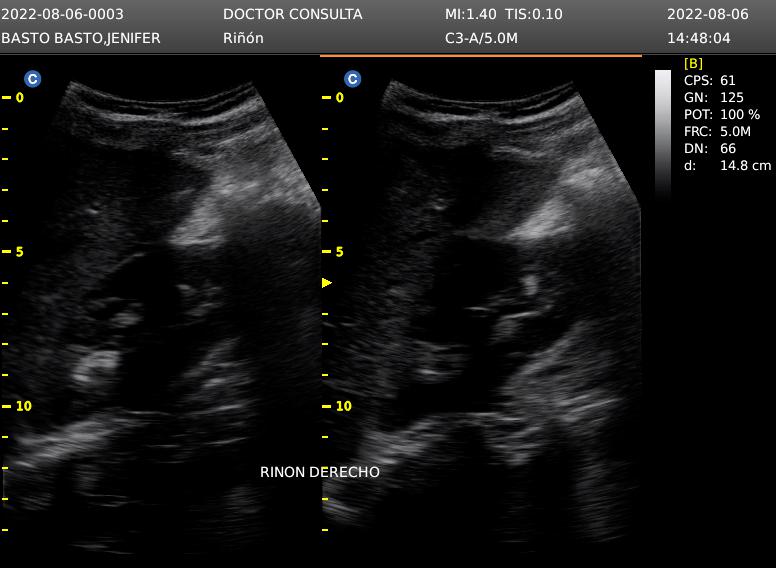 2022-08-06-0003 DOCTOR CONSULTA MI:1.40 TIS:0.10 2022-08-06
BASTO BASTO,JENIFER Riñón C3-A/5.0M 14:48:04
C C [B]
0 0 CPS: 61
GN: 125
POT: 100 %
FRC: 5.0M
DN: 66
d: 14.8 cm
5 5
10 10
RINON DERECHO